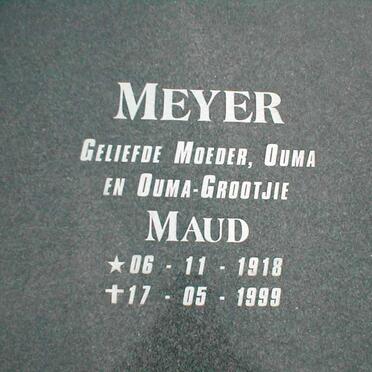 MEYER
GELIEFDE MOEDER, OUMA
EN OUMA-GROOTJIE
MAUD
★ 06 - 11 - 1918
✝ 17 - 05 - 1999